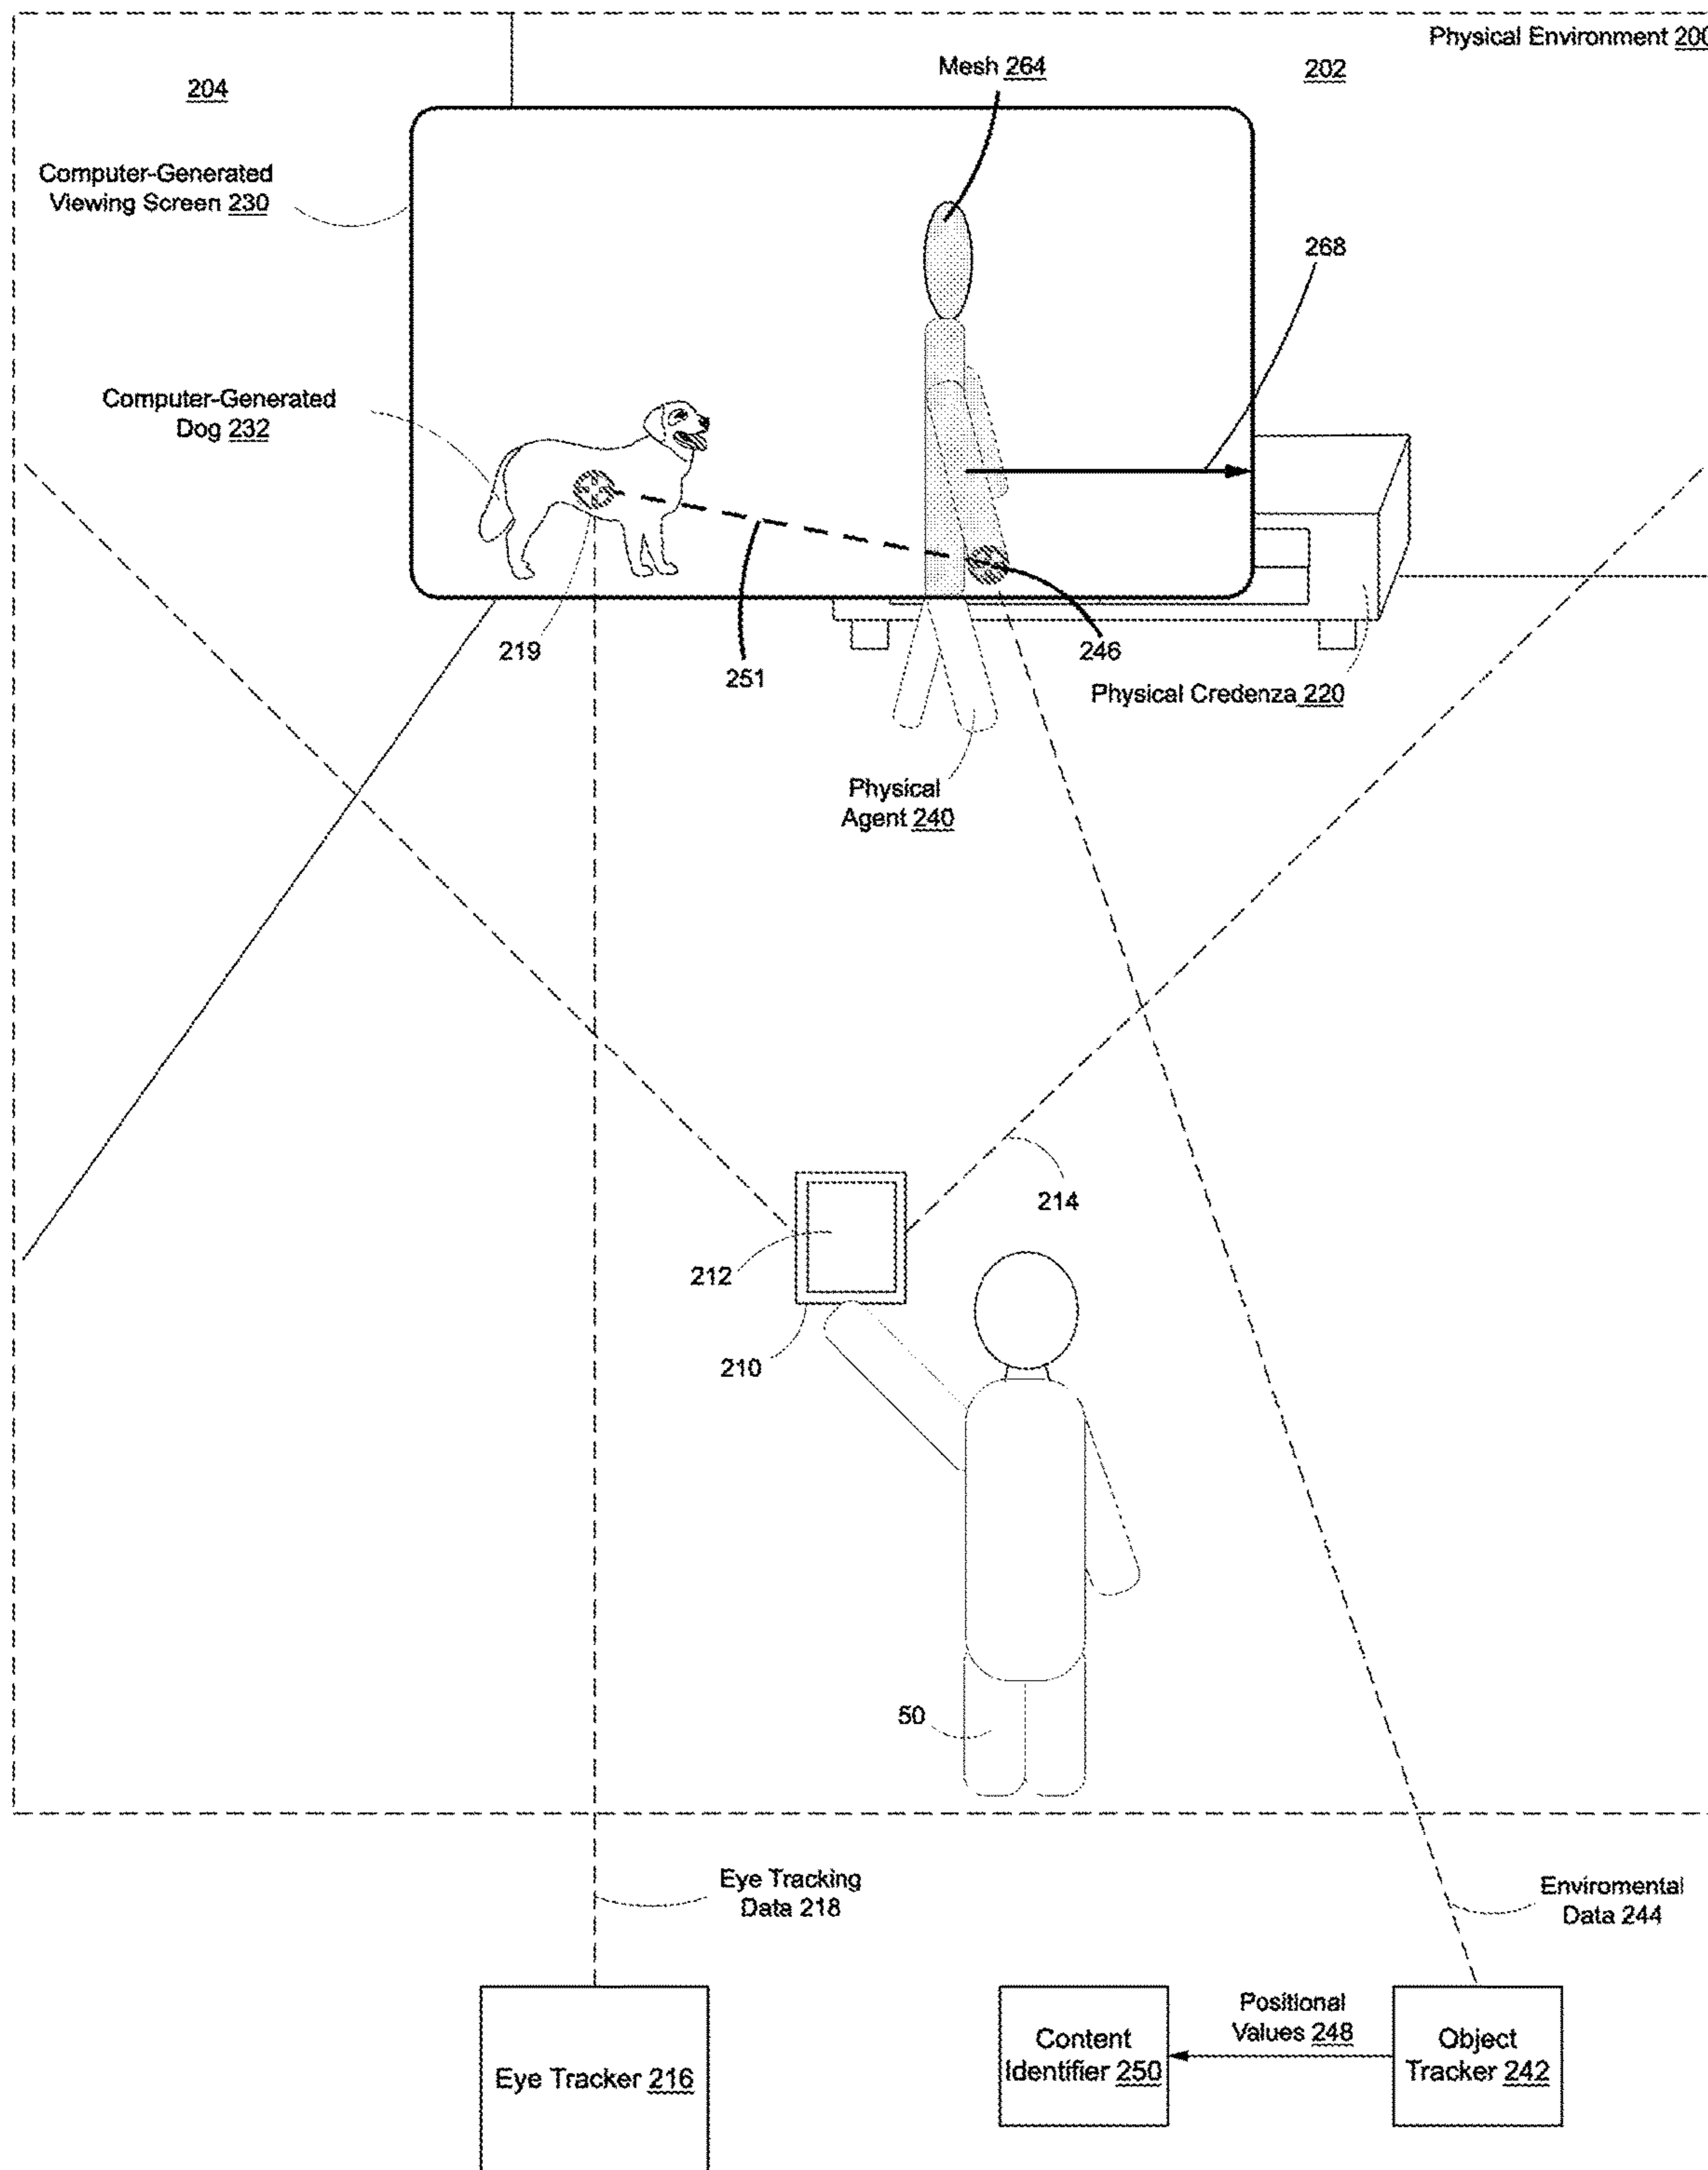 Physical Environment 200
Mesh 264
202
204
Computer-Generated
Viewing Screen 230
268
Computer-Generated
Dog 232
219
251
246
Physical Credenza 220
Physical
Agent 240
214
212
210
50
Eye Tracking
Data 218
Enviromental
Data 244
Eye Tracker 216
Content
Identifier 250
Positional
Values 248
Object
Tracker 242